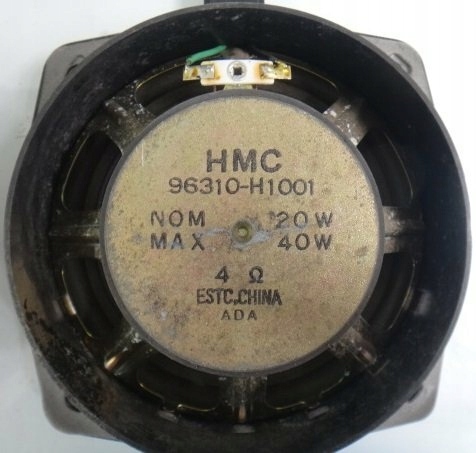 HMC
96310-H1001
NOM 20W
MAX 40W
4 Ω
ESTC.CHINA
ADA